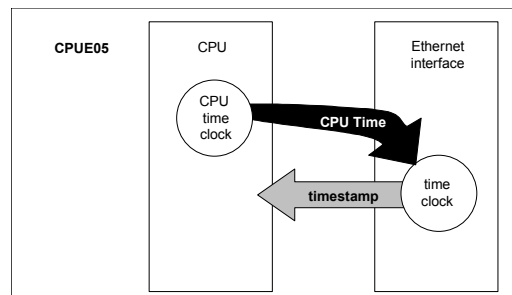 CPUE05
CPU
Ethernet
interface
CPU
time
clock
CPU Time
timestamp
time
clock